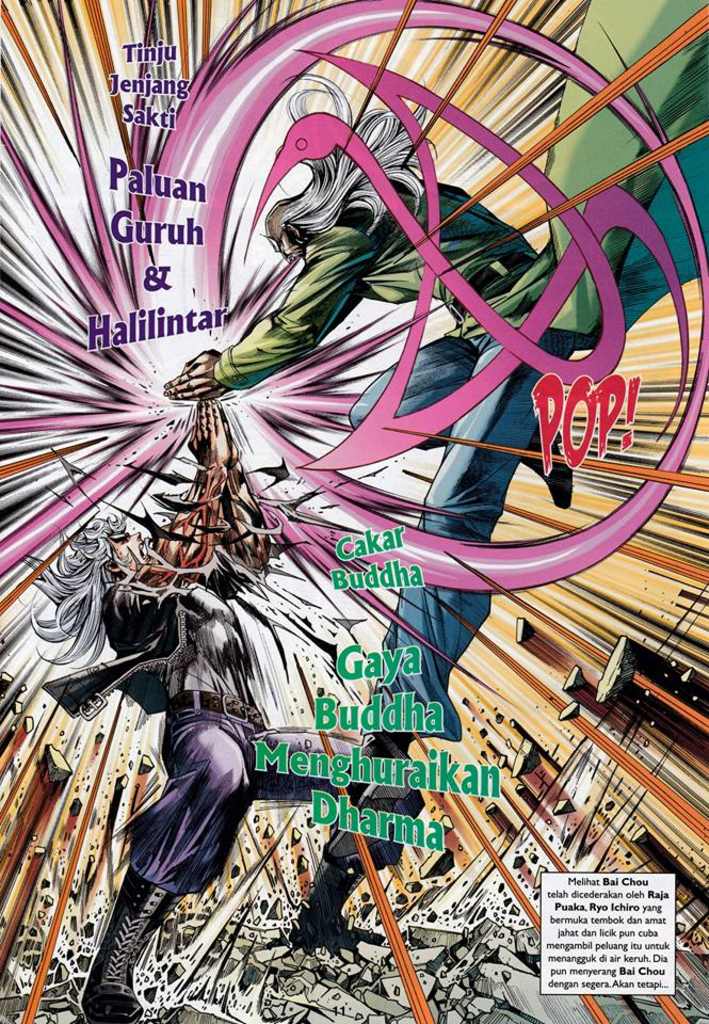 Tinju
Jenjang
Sakti
Paluan
Guruh
&
Halilintar
POP!
Cakar
Buddha
Gaya
Buddha
Menghuraikan
Dharma
Melihat Bai Chou
telah dicederakan oleh Raja
Puaka, Ryo Ichiro yang
bermuka tembok dan amat
jahat dan licik pun cuba
mengambil peluang itu untuk
menangguk di air keruh. Dia
pun menyerang Bai Chou
dengan segera. Akan tetapi...
11